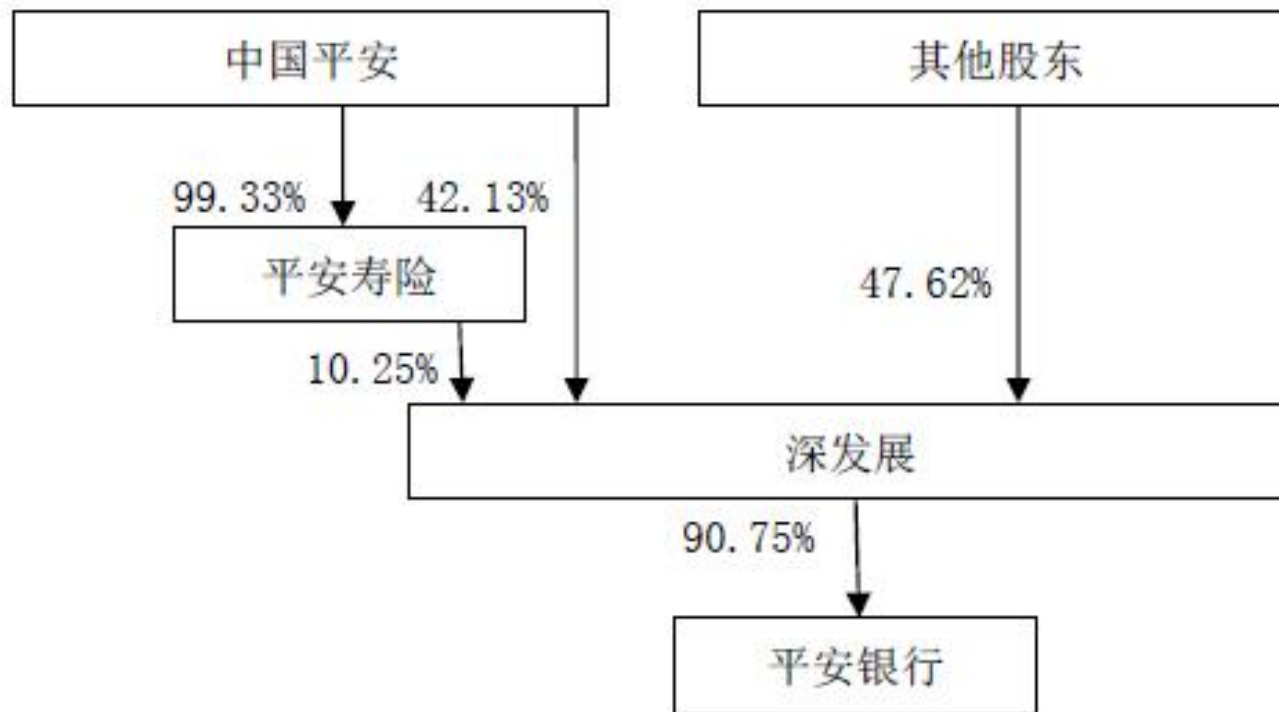 中国平安
其他股东
99.33%
42.13%
平安寿险
47.62%
10.25%
深发展
90.75%
平安银行